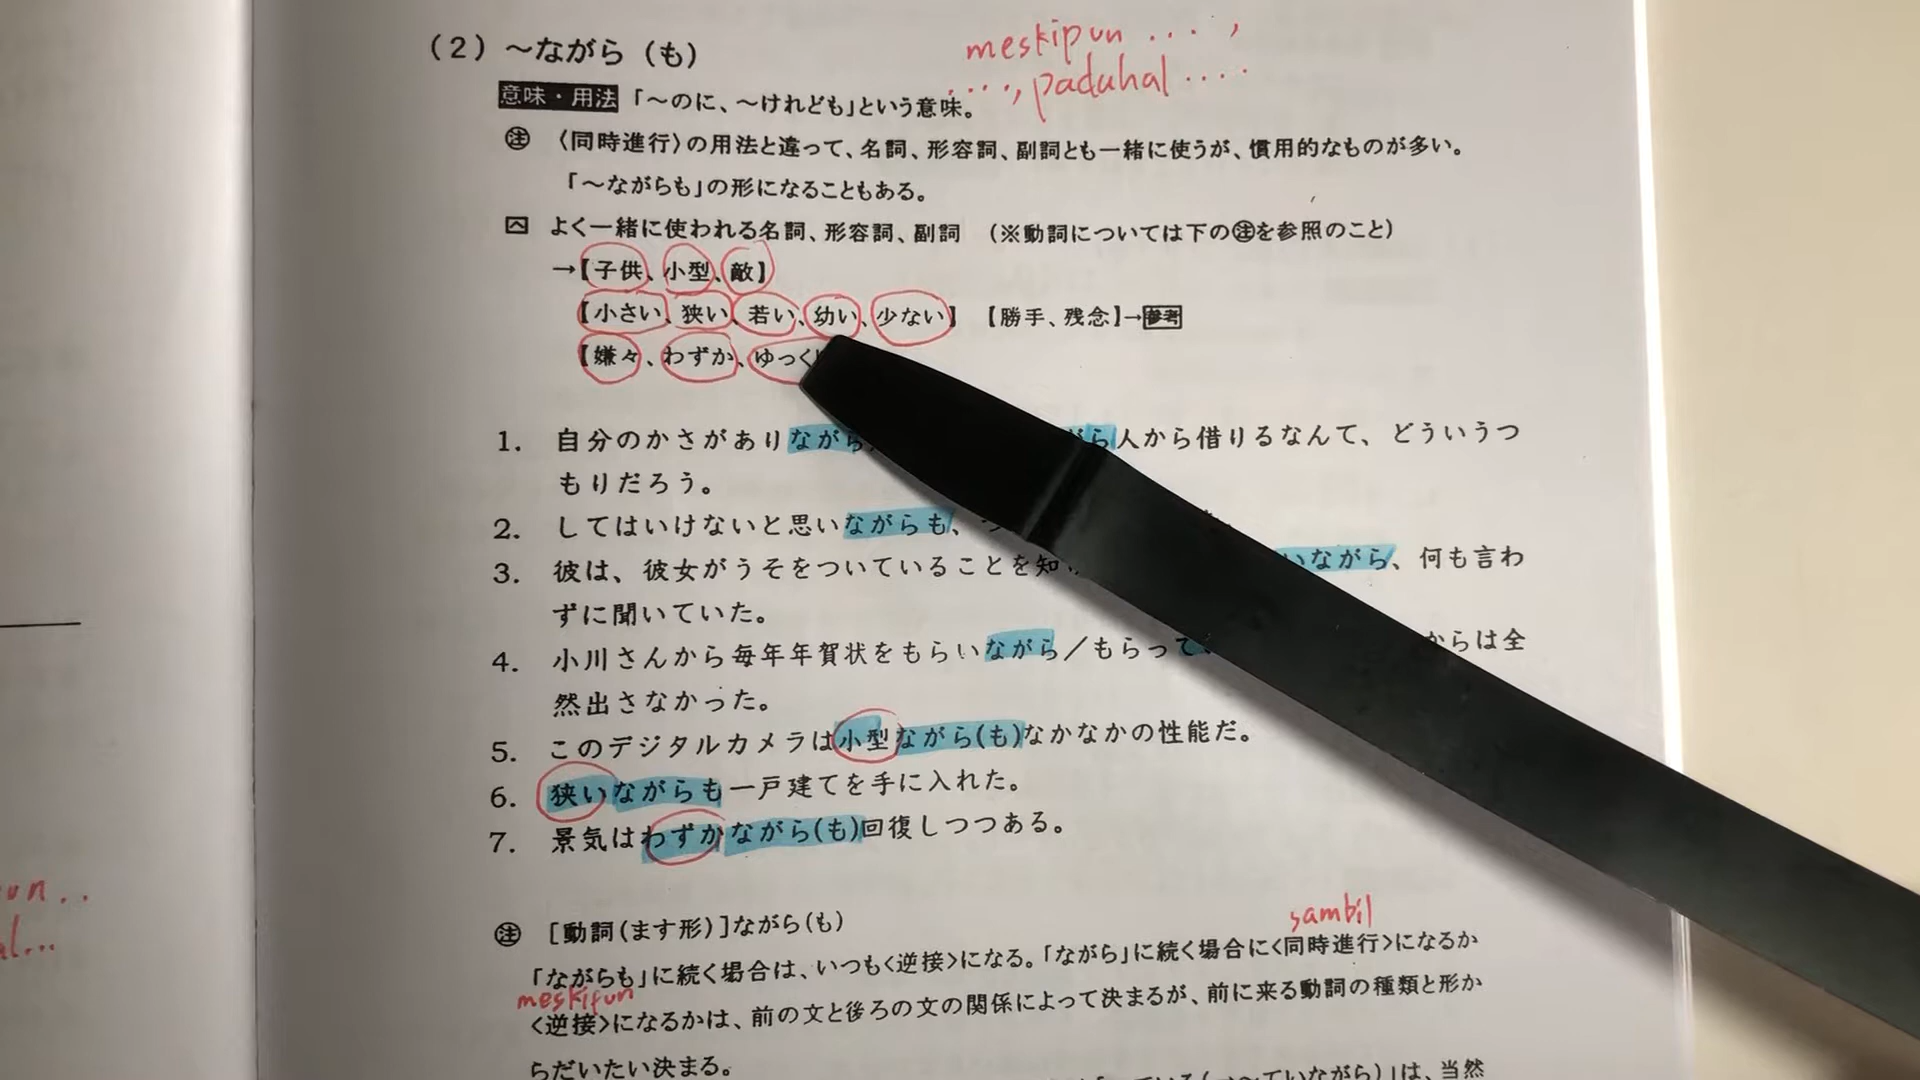 (2) ～ながら(も)
meskipun ....,
....,paduhal ....
意味・用法 「～のに、～けれども」という意味。
注 〈同時進行〉の用法と違って、名詞、形容詞、副詞とも一緒に使うが、慣用的なものが多い。
「～ながらも」の形になることもある。
よく一緒に使われる名詞、形容詞、副詞 (※動詞については下の注を参照のこと)
→【子供、小型、敵】
【小さい、狭い、若い、幼い、少ない】【勝手、残念】→参考
【嫌々、わずか、ゆっく
1. 自分のかさがありながら がら人から借りるなんて、どういうつ
もりだろう。
2. してはいけないと思いながらも、つ
3. 彼は、彼女がうそをついていることを知 いながら、何も言わ
ずに聞いていた。
4. 小川さんから毎年年賀状をもらいながら／もらって からは全
然出さなかった。
5. このデジタルカメラは小型ながら(も)なかなかの性能だ。
6. 狭いながらも一戸建てを手に入れた。
7. 景気はわずかながら(も)回復しつつある。
注 [動詞(ます形)]ながら(も)
sambil
「ながらも」に続く場合は、いつも〈逆接〉になる。「ながら」に続く場合に〈同時進行〉になるか
meskipun
〈逆接〉になるかは、前の文と後ろの文の関係によって決まるが、前に来る動詞の種類と形か
らだいたい決まる。
ていながら)」は、当然
un..
al...